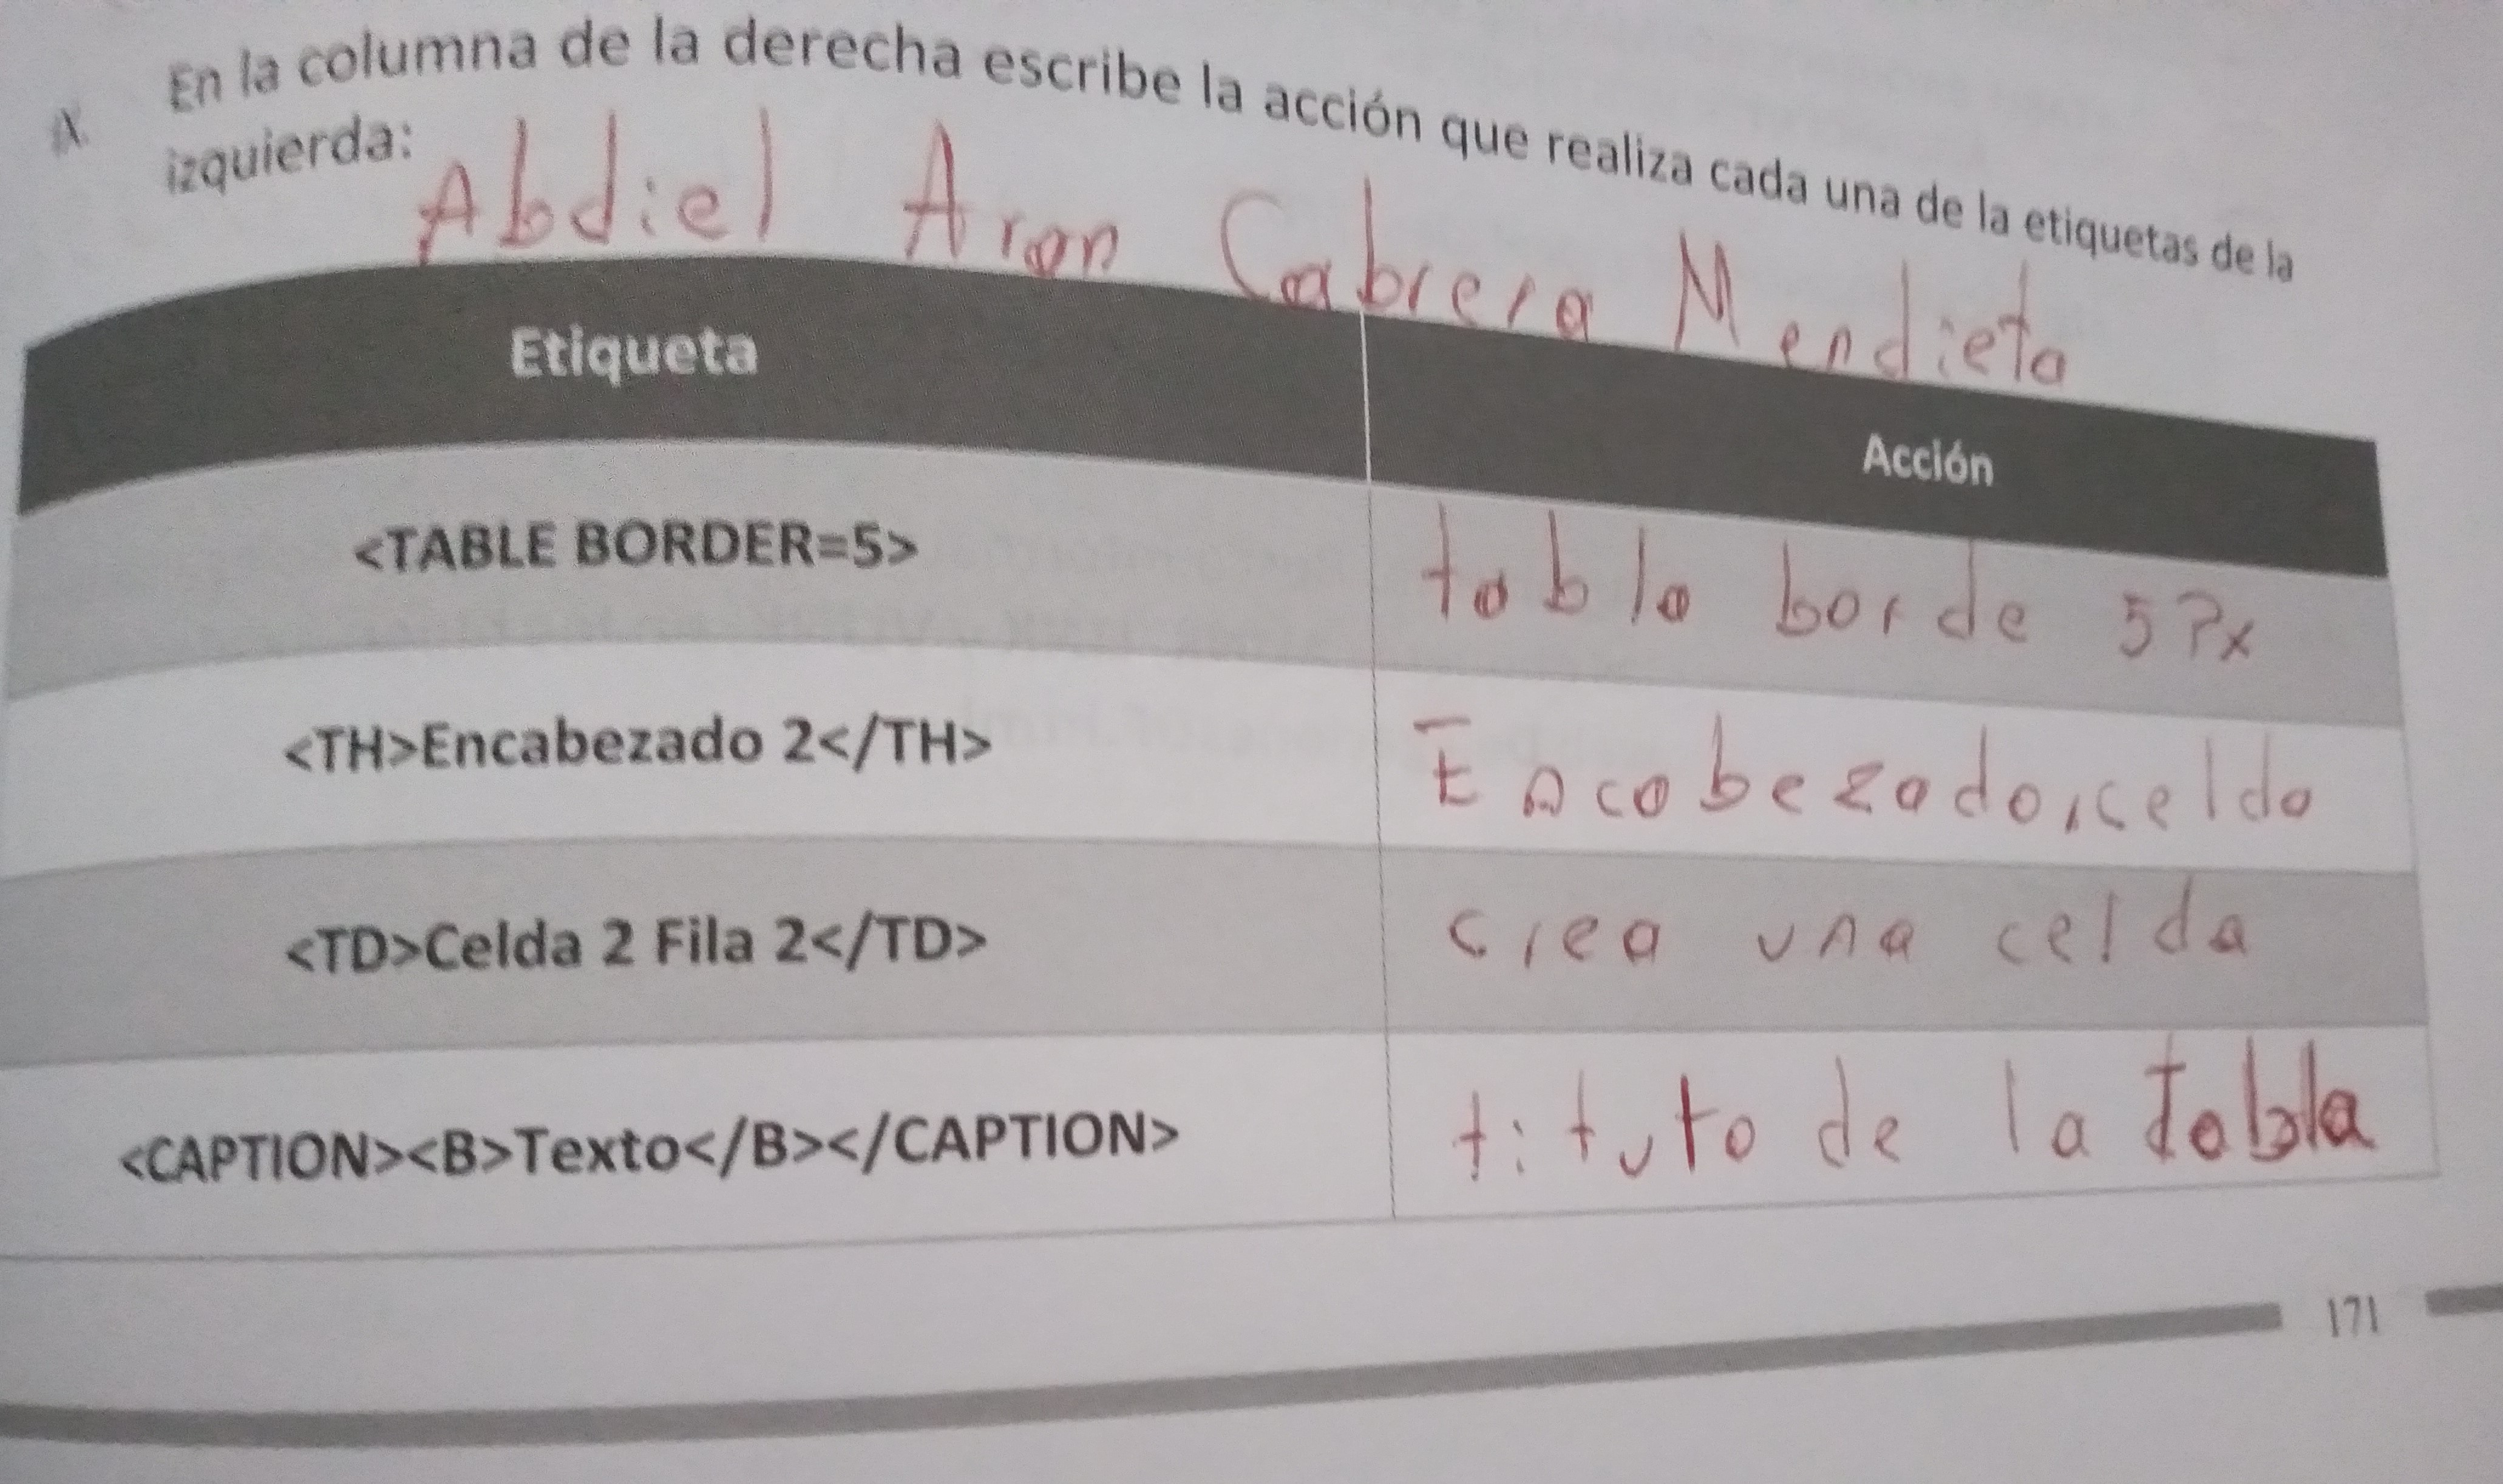 IX. En la columna de la derecha escribe la acción que realiza cada una de la etiquetas de la
izquierda:
Abdiel Aron Cabrera Mendieta
Etiqueta Acción
<TABLE BORDER=5> tabla borde 5Px
<TH>Encabezado 2</TH> Encabezado,celda
<TD>Celda 2 Fila 2</TD> crea una celda
<CAPTION><B>Texto</B></CAPTION> tituto de la tabla
171